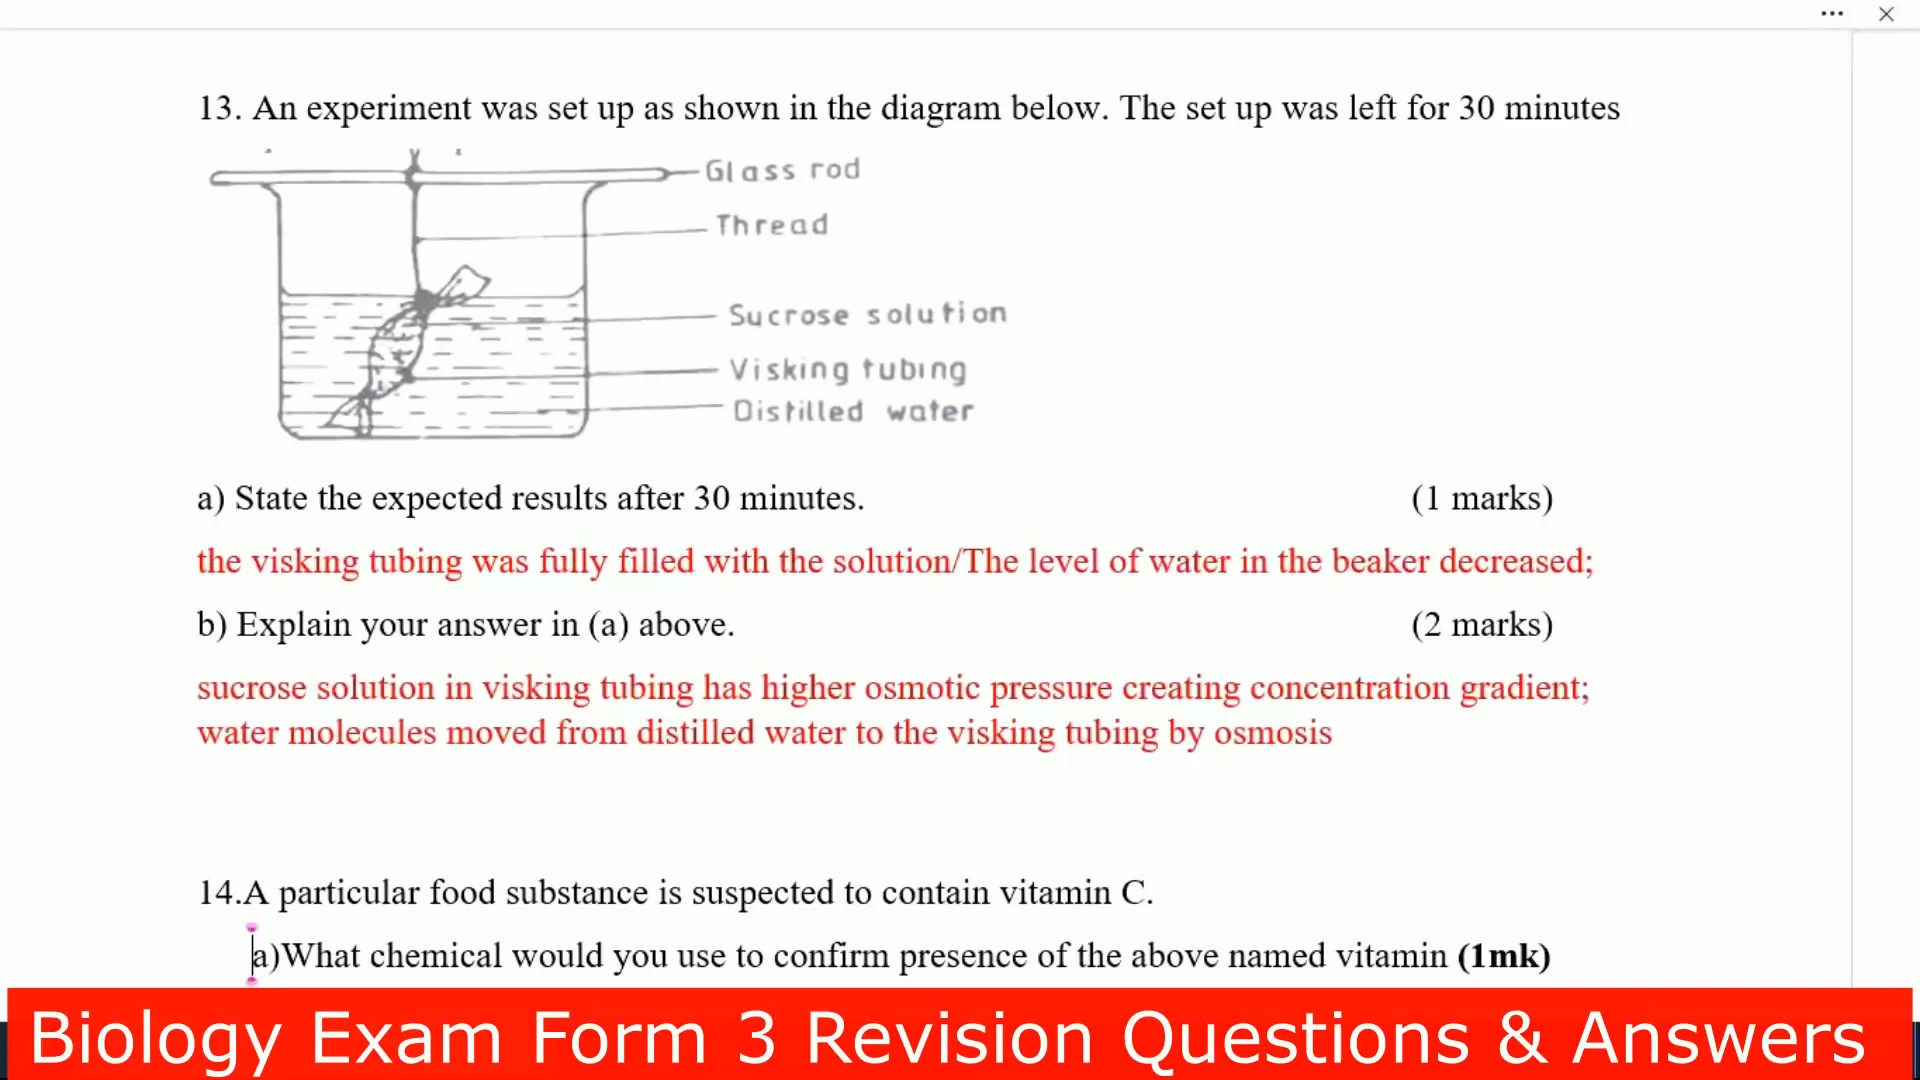 13. An experiment was set up as shown in the diagram below. The set up was left for 30 minutes
Glass rod
Thread
Sucrose solution
Visking tubing
Distilled water
a) State the expected results after 30 minutes. (1 marks)
the visking tubing was fully filled with the solution/The level of water in the beaker decreased;
b) Explain your answer in (a) above. (2 marks)
sucrose solution in visking tubing has higher osmotic pressure creating concentration gradient;
water molecules moved from distilled water to the visking tubing by osmosis
14.A particular food substance is suspected to contain vitamin C.
a)What chemical would you use to confirm presence of the above named vitamin (1mk)
Biology Exam Form 3 Revision Questions & Answers